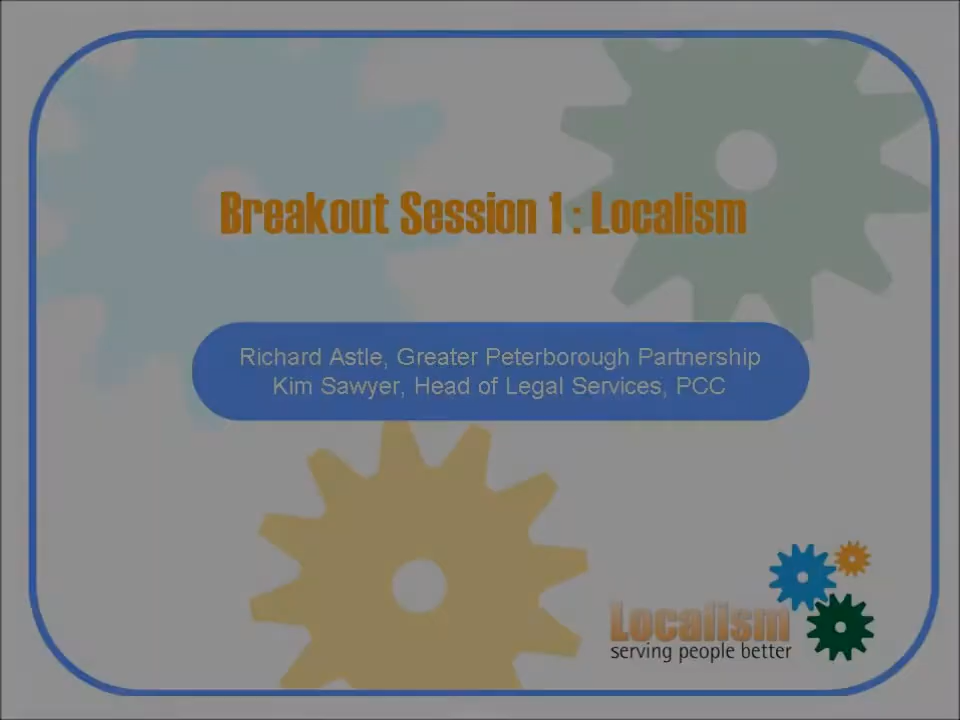 Breakout Session 1 : Localism
Richard Astle, Greater Peterborough Partnership
Kim Sawyer, Head of Legal Services, PCC
Localism
serving people better